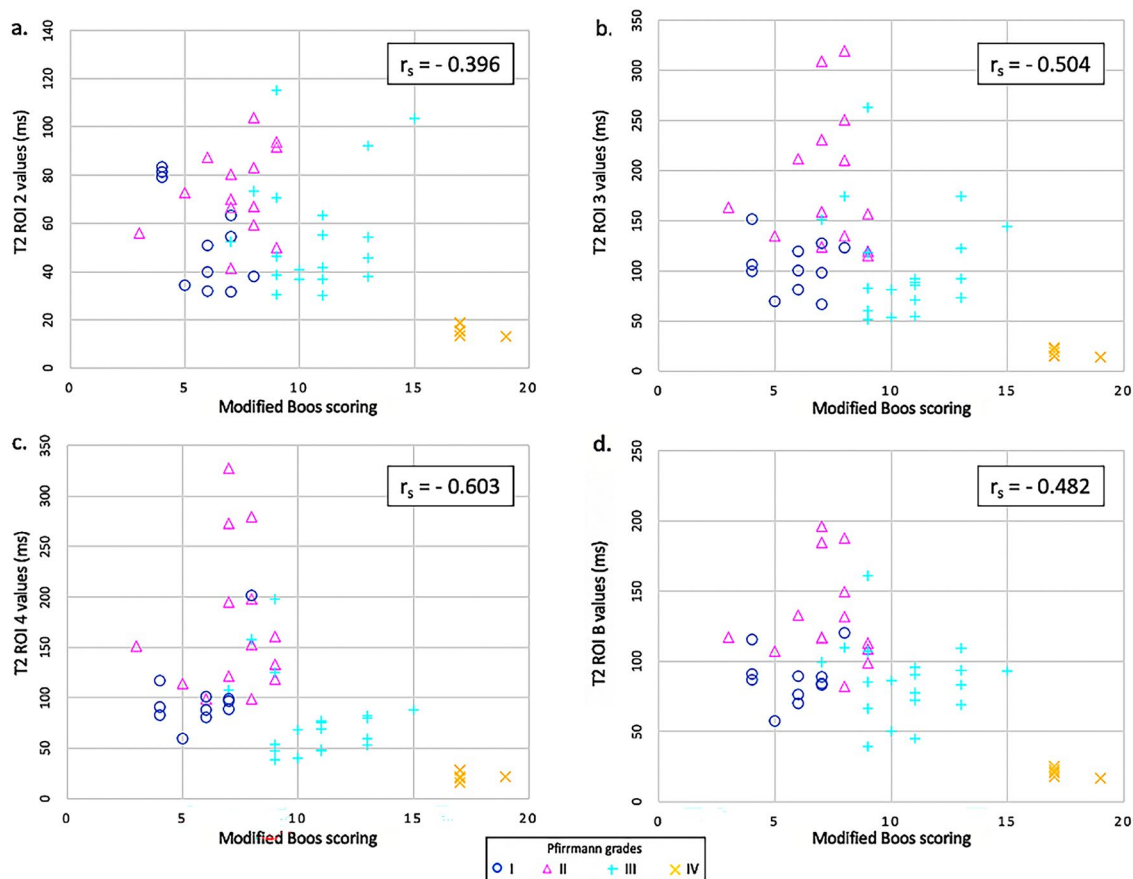 a.
r_s = - 0.396
T2 ROI 2 values (ms)
0 20 40 60 80 100 120 140
0 5 10 15 20
Modified Boos scoring
b.
r_s = - 0.504
T2 ROI 3 values (ms)
0 50 100 150 200 250 300 350
0 5 10 15 20
Modified Boos scoring
c.
r_s = - 0.603
T2 ROI 4 values (ms)
0 50 100 150 200 250 300 350
0 5 10 15 20
Modified Boos scoring
d.
r_s = - 0.482
T2 ROI B values (ms)
0 50 100 150 200 250
0 5 10 15 20
Modified Boos scoring
Pfirrmann grades
I II III IV